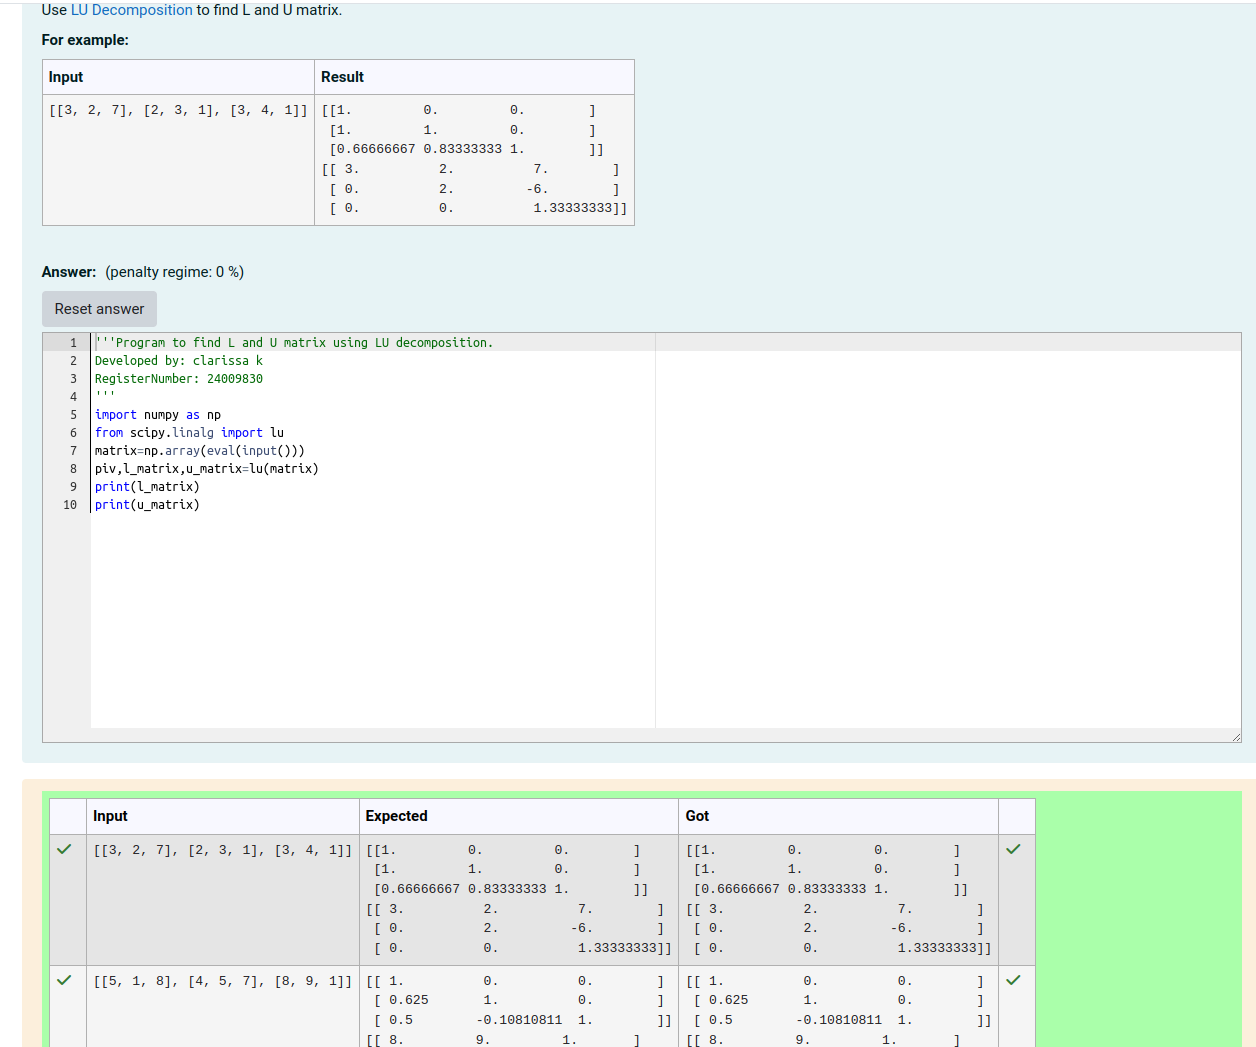 Use LU Decomposition to find L and U matrix.
For example:
Input Result
[[3, 2, 7], [2, 3, 1], [3, 4, 1]] [[1. 0. 0. ]
[1. 1. 0. ]
[0.66666667 0.83333333 1. ]]
[[ 3. 2. 7. ]
[ 0. 2. -6. ]
[ 0. 0. 1.33333333]]
Answer: (penalty regime: 0 %)
Reset answer
1 '''Program to find L and U matrix using LU decomposition.
2 Developed by: clarissa k
3 RegisterNumber: 24009830
4 '''
5 import numpy as np
6 from scipy.linalg import lu
7 matrix=np.array(eval(input()))
8 piv,l_matrix,u_matrix=lu(matrix)
9 print(l_matrix)
10 print(u_matrix)
Input Expected Got
[[3, 2, 7], [2, 3, 1], [3, 4, 1]] [[1. 0. 0. ] [[1. 0. 0. ]
[1. 1. 0. ] [1. 1. 0. ]
[0.66666667 0.83333333 1. ]] [0.66666667 0.83333333 1. ]]
[[ 3. 2. 7. ] [[ 3. 2. 7. ]
[ 0. 2. -6. ] [ 0. 2. -6. ]
[ 0. 0. 1.33333333]] [ 0. 0. 1.33333333]]
[[5, 1, 8], [4, 5, 7], [8, 9, 1]] [[ 1. 0. 0. ] [[ 1. 0. 0. ]
[ 0.625 1. 0. ] [ 0.625 1. 0. ]
[ 0.5 -0.10810811 1. ]] [ 0.5 -0.10810811 1. ]]
[[ 8. 9. 1. ] [[ 8. 9. 1. ]